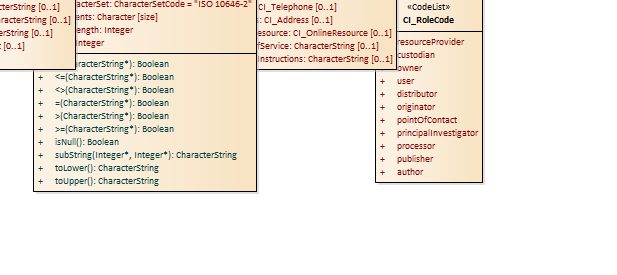 cterString [0..1]
aracterString [0..1]
erString [0..1]
: [0..1]
acterSet: CharacterSetCode = "ISO 10646-2"
ents: Character [size]
ength: Integer
Integer
racterString*): Boolean
+ <=(CharacterString*): Boolean
+ <>(CharacterString*): Boolean
+ =(CharacterString*): Boolean
+ >(CharacterString*): Boolean
+ >=(CharacterString*): Boolean
+ isNull(): Boolean
+ subString(Integer*, Integer*): CharacterString
+ toLower(): CharacterString
+ toUpper(): CharacterString
CI_Telephone [0..1]
: CI_Address [0..1]
esource: CI_OnlineResource [0..1]
fService: CharacterString [0..1]
Instructions: CharacterString [0..1]
«CodeList»
CI_RoleCode
resourceProvider
custodian
owner
+ user
+ distributor
+ originator
+ pointOfContact
+ principalInvestigator
+ processor
+ publisher
+ author